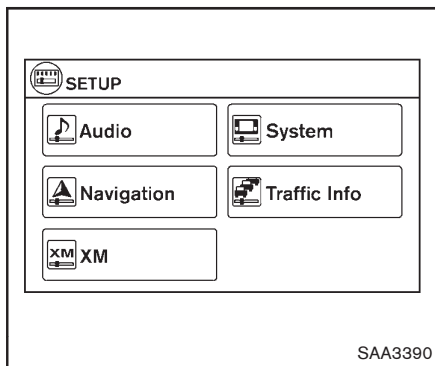 SETUP
Audio
System
Navigation
Traffic Info
XM XM
SAA3390